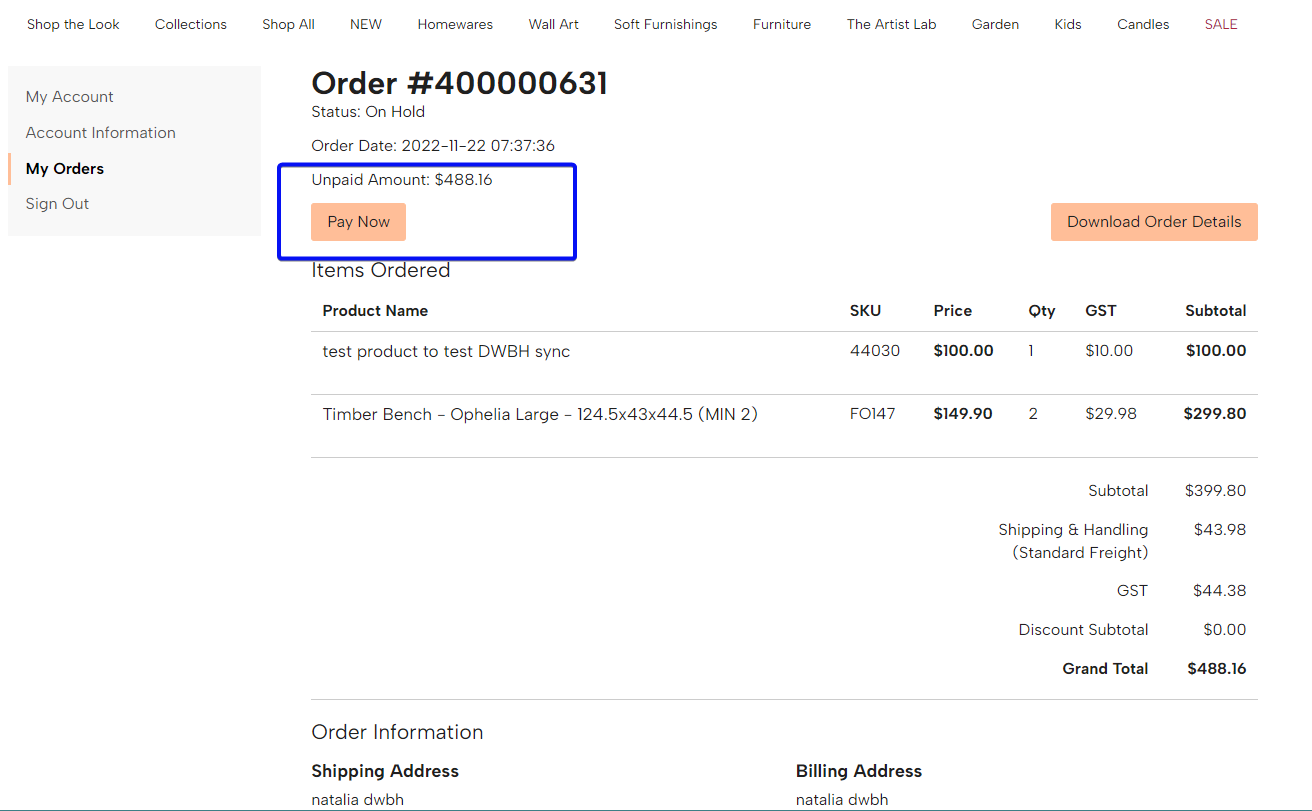 Shop the Look Collections Shop All NEW Homewares Wall Art Soft Furnishings Furniture The Artist Lab Garden Kids Candles SALE
My Account
Account Information
My Orders
Sign Out
Order #400000631
Status: On Hold
Order Date: 2022-11-22 07:37:36
Unpaid Amount: $488.16
Pay Now
Download Order Details
Items Ordered
Product Name SKU Price Qty GST Subtotal
test product to test DWBH sync 44030 $100.00 1 $10.00 $100.00
Timber Bench - Ophelia Large - 124.5x43x44.5 (MIN 2) FO147 $149.90 2 $29.98 $299.80
Subtotal $399.80
Shipping & Handling $43.98
(Standard Freight)
GST $44.38
Discount Subtotal $0.00
Grand Total $488.16
Order Information
Shipping Address Billing Address
natalia dwbh natalia dwbh